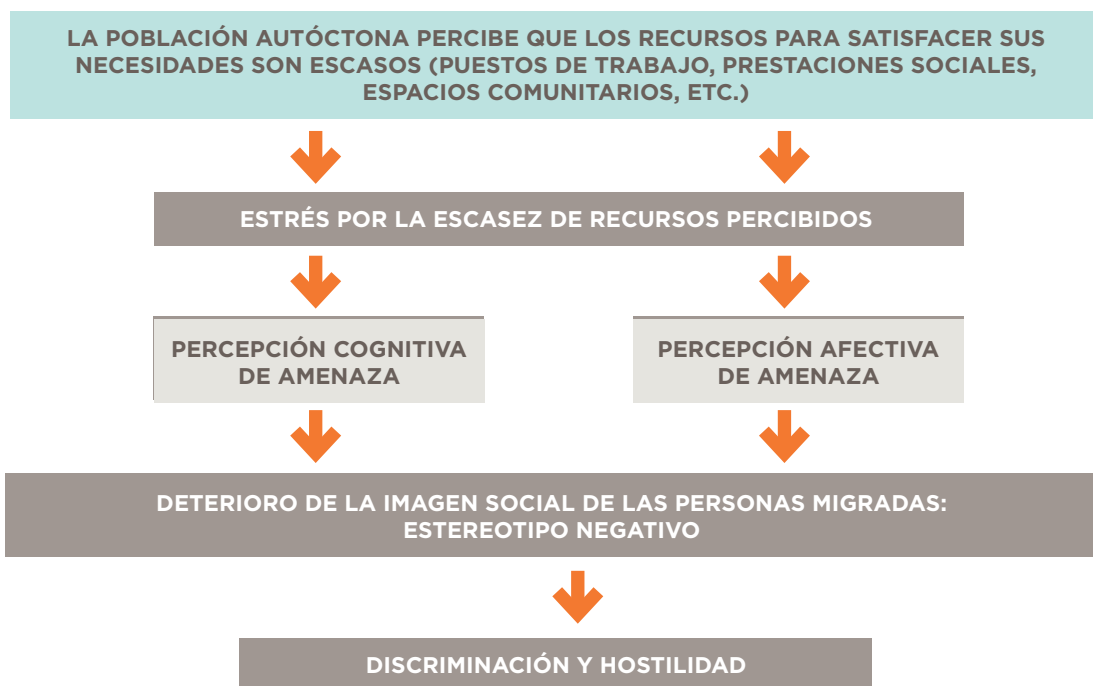 LA POBLACIÓN AUTÓCTONA PERCIBE QUE LOS RECURSOS PARA SATISFACER SUS
NECESIDADES SON ESCASOS (PUESTOS DE TRABAJO, PRESTACIONES SOCIALES,
ESPACIOS COMUNITARIOS, ETC.)
ESTRÉS POR LA ESCASEZ DE RECURSOS PERCIBIDOS
PERCEPCIÓN COGNITIVA
DE AMENAZA
PERCEPCIÓN AFECTIVA
DE AMENAZA
DETERIORO DE LA IMAGEN SOCIAL DE LAS PERSONAS MIGRADAS:
ESTEREOTIPO NEGATIVO
DISCRIMINACIÓN Y HOSTILIDAD